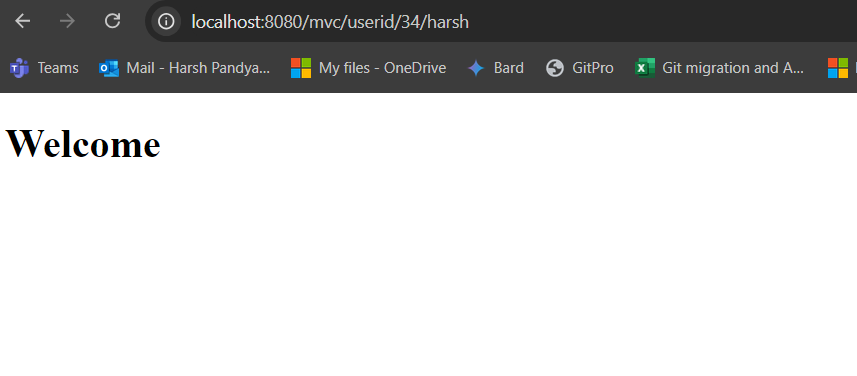 localhost:8080/mvc/userid/34/harsh
Teams Mail - Harsh Pandya... My files - OneDrive Bard GitPro Git migration and A...
Welcome